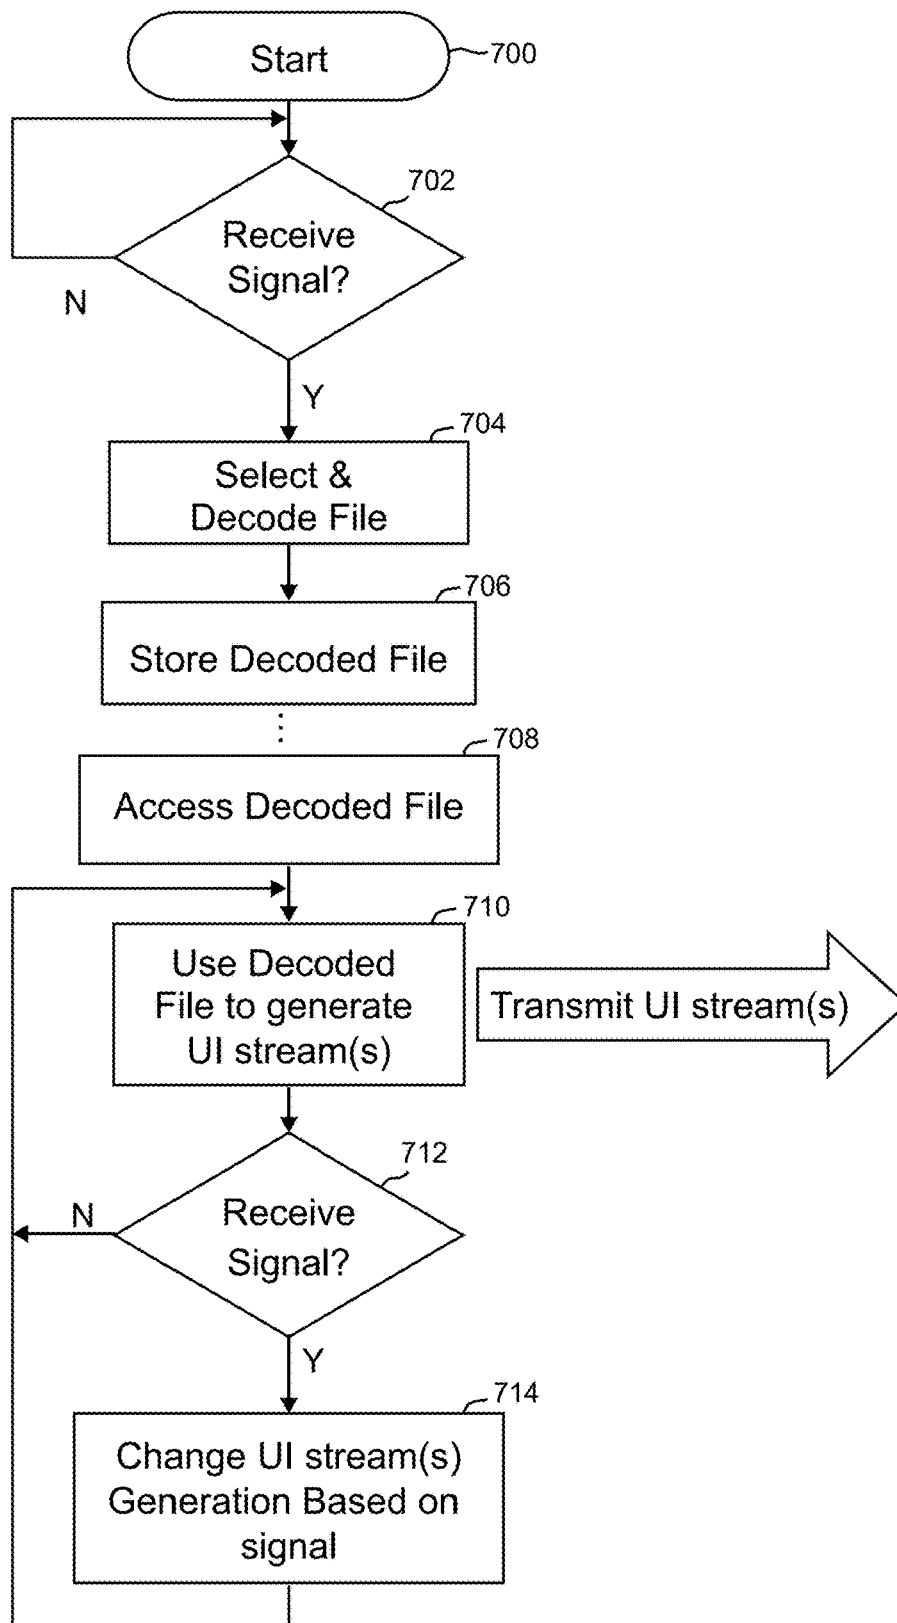 Start
700
702
Receive
Signal?
N
Y
704
Select &
Decode File
706
Store Decoded File
708
Access Decoded File
710
Use Decoded
File to generate
UI stream(s)
Transmit UI stream(s)
712
Receive
Signal?
N
Y
714
Change UI stream(s)
Generation Based on
signal